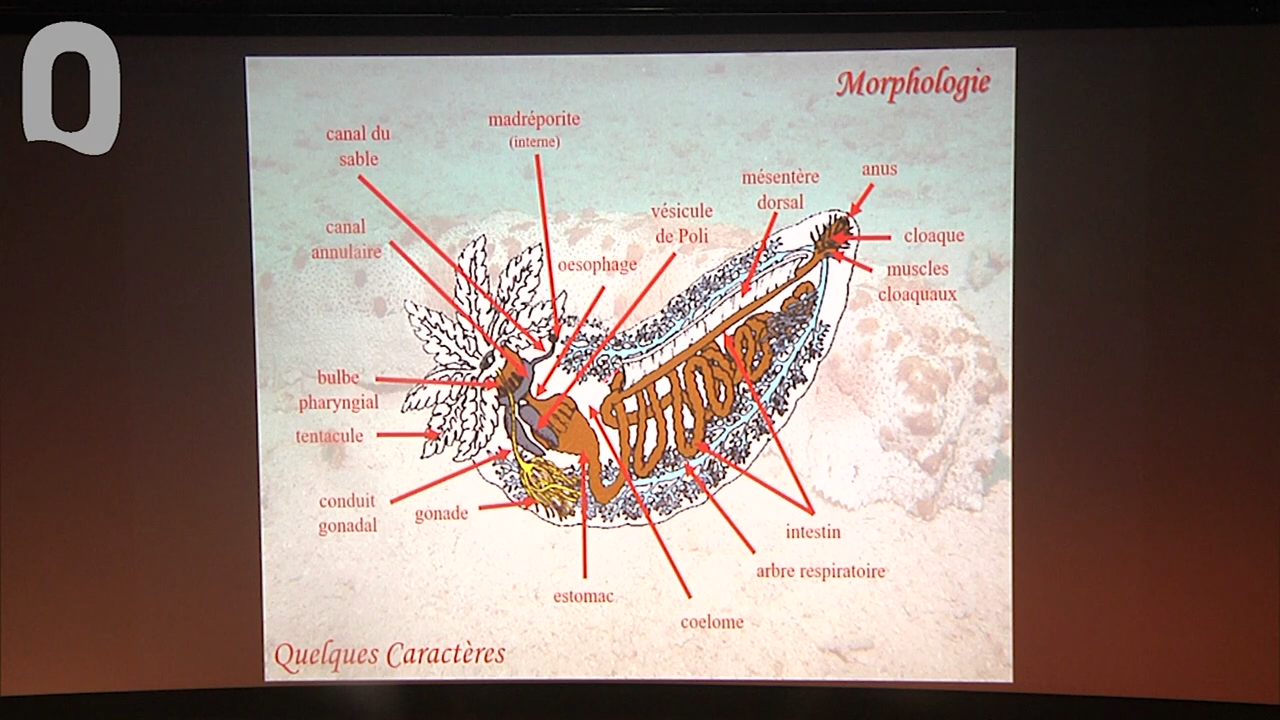 Q
Morphologie
canal du
sable
madréporite
(interne)
mésentère
dorsal
anus
canal
annulaire
vésicule
de Poli
cloaque
oesophage
muscles
cloaquaux
bulbe
pharyngial
tentacule
conduit
gonadal
gonade
intestin
arbre respiratoire
estomac
coelome
Quelques Caractères